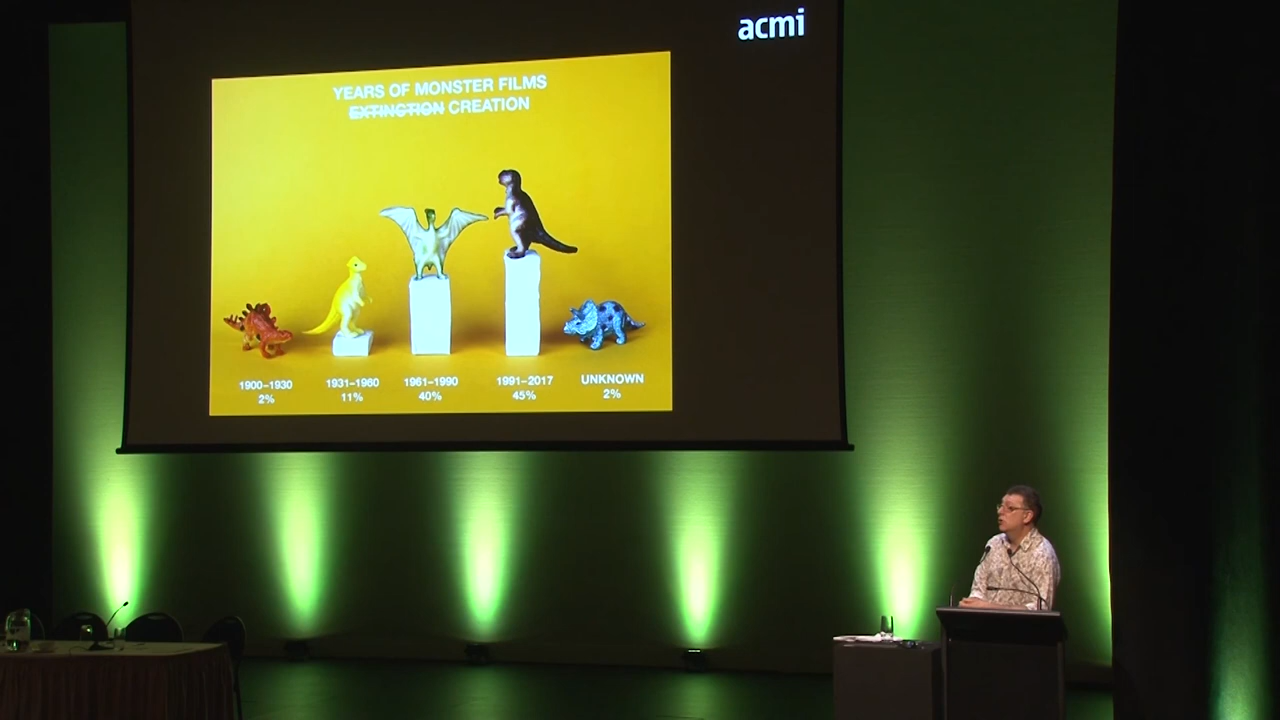 acmi
YEARS OF MONSTER FILMS
EXTINCTION CREATION
1900–1930
2%
1931–1960
11%
1961–1990
40%
1991–2017
45%
UNKNOWN
2%